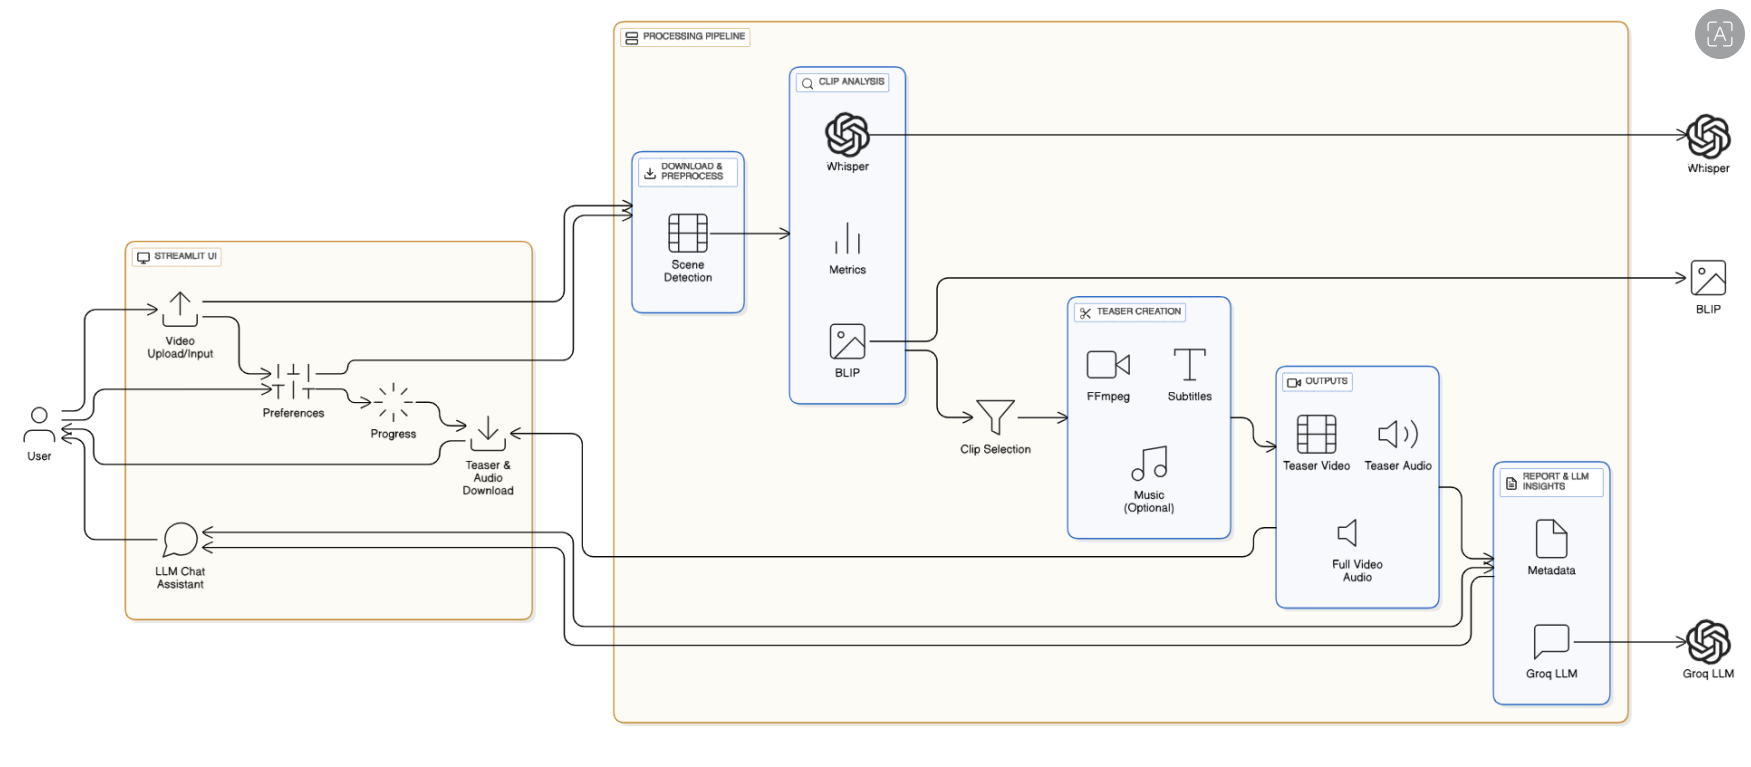 PROCESSING PIPELINE
CLIP ANALYSIS
Whisper
Whisper
DOWNLOAD &
PREPROCESS
Scene
Detection
Metrics
BLIP
BLIP
STREAMLIT UI
Video
Upload/Input
Preferences
Progress
Teaser &
Audio
Download
User
LLM Chat
Assistant
Clip Selection
TEASER CREATION
FFmpeg
Subtitles
Music
(Optional)
OUTPUTS
Teaser Video
Teaser Audio
Full Video
Audio
REPORT & LLM
INSIGHTS
Metadata
Groq LLM
Groq LLM